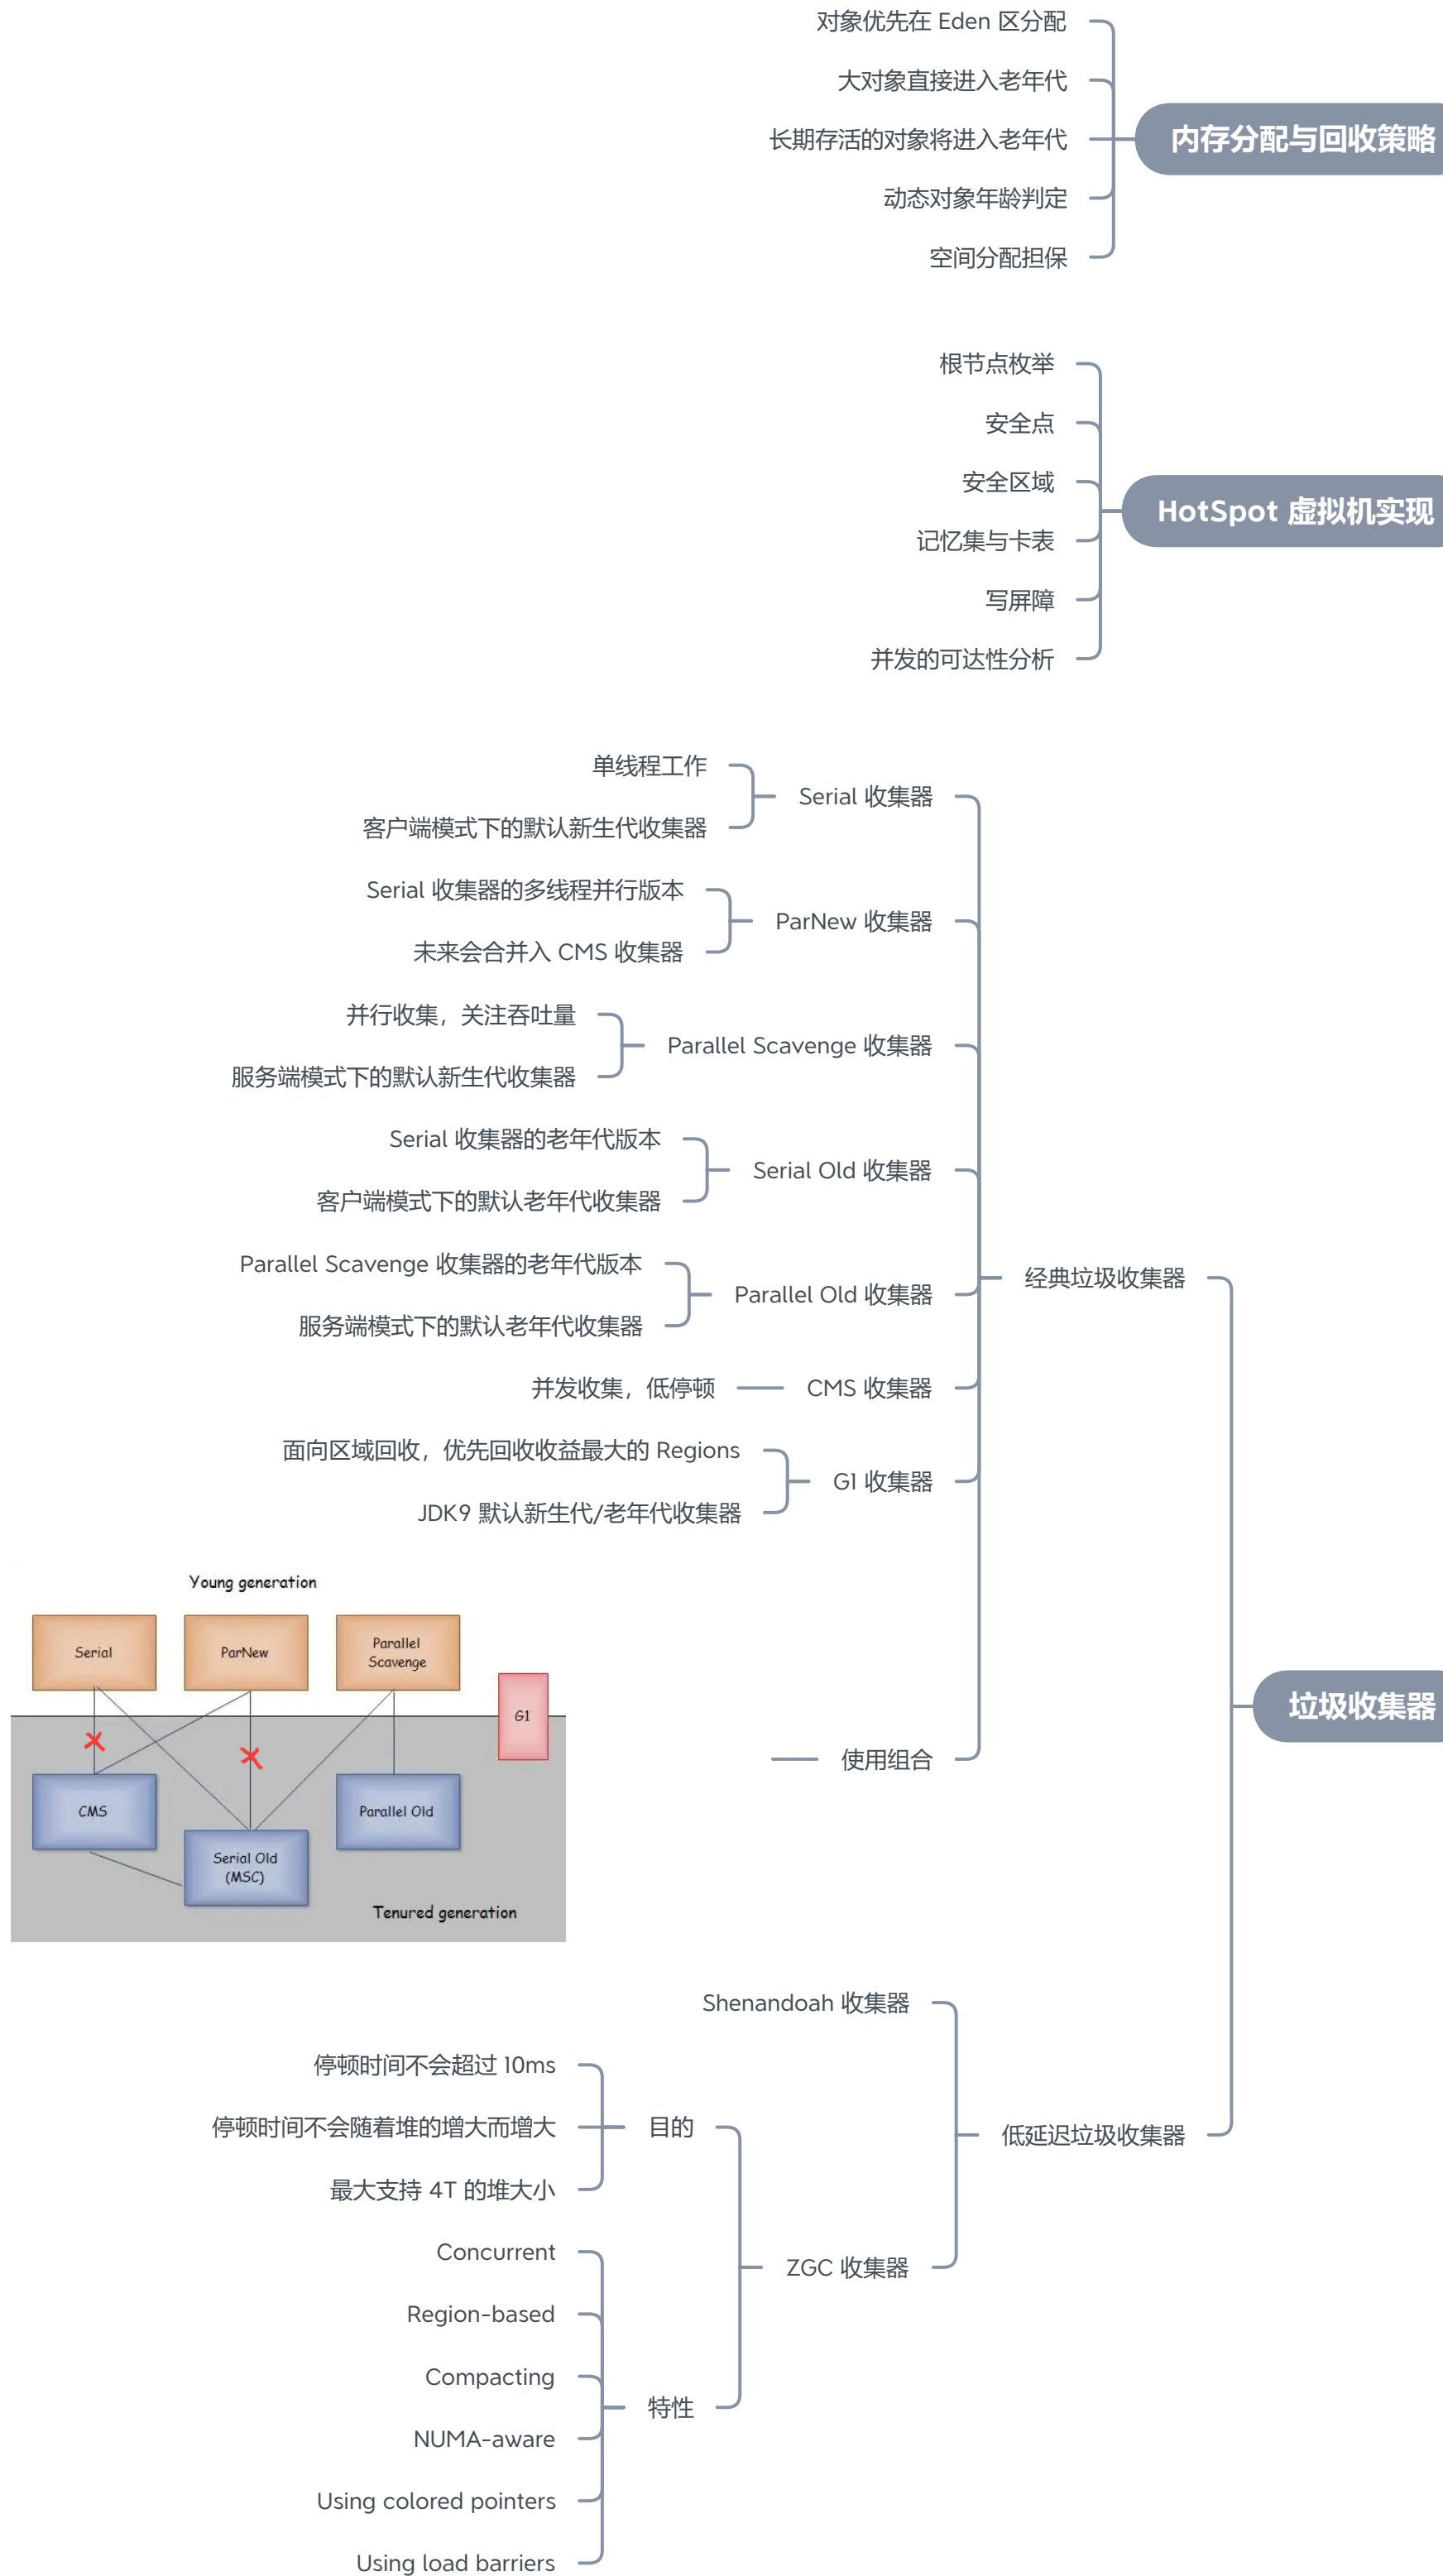 对象优先在 Eden 区分配
大对象直接进入老年代
长期存活的对象将进入老年代
内存分配与回收策略
动态对象年龄判定
空间分配担保
根节点枚举
安全点
安全区域
HotSpot 虚拟机实现
记忆集与卡表
写屏障
并发的可达性分析
单线程工作
Serial 收集器
客户端模式下的默认新生代收集器
Serial 收集器的多线程并行版本
ParNew 收集器
未来会合并入 CMS 收集器
并行收集，关注吞吐量
Parallel Scavenge 收集器
服务端模式下的默认新生代收集器
Serial 收集器的老年代版本
Serial Old 收集器
客户端模式下的默认老年代收集器
Parallel Scavenge 收集器的老年代版本
经典垃圾收集器
Parallel Old 收集器
服务端模式下的默认老年代收集器
并发收集，低停顿
CMS 收集器
面向区域回收，优先回收收益最大的 Regions
G1 收集器
JDK9 默认新生代/老年代收集器
Young generation
Serial
ParNew
Parallel
Scavenge
G1
垃圾收集器
使用组合
CMS
Parallel Old
Serial Old
(MSC)
Tenured generation
Shenandoah 收集器
停顿时间不会超过 10ms
停顿时间不会随着堆的增大而增大
目的
低延迟垃圾收集器
最大支持 4T 的堆大小
Concurrent
ZGC 收集器
Region-based
Compacting
特性
NUMA-aware
Using colored pointers
Using load barriers